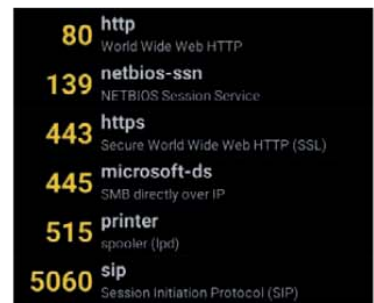 80 http
World Wide Web HTTP
139 netbios-ssn
NETBIOS Session Service
443 https
Secure World Wide Web HTTP (SSL)
445 microsoft-ds
SMB directly over IP
515 printer
spooler (lpd)
5060 sip
Session Initiation Protocol (SIP)